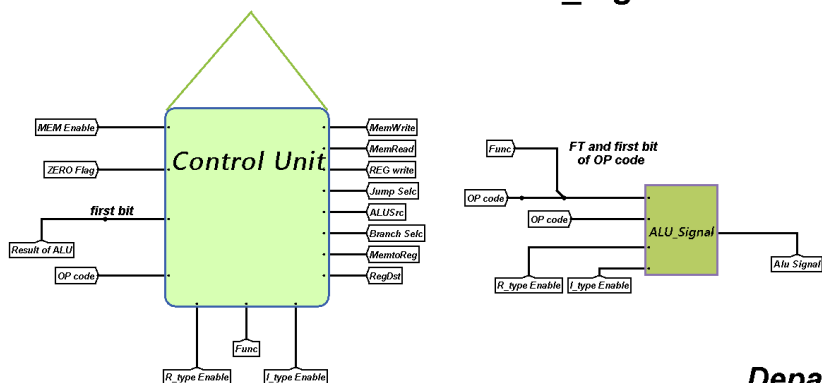 MEM Enable
ZERO Flag
first bit
Result of ALU
OP code
Control Unit
MemWrite
MemRead
REG write
Jump Selc
ALUSrc
Branch Selc
MemtoReg
RegDst
R_type Enable
Func
I_type Enable
Func
FT and first bit
of OP code
OP code
OP code
ALU_Signal
R_type Enable
I_type Enable
Alu Signal
Depa